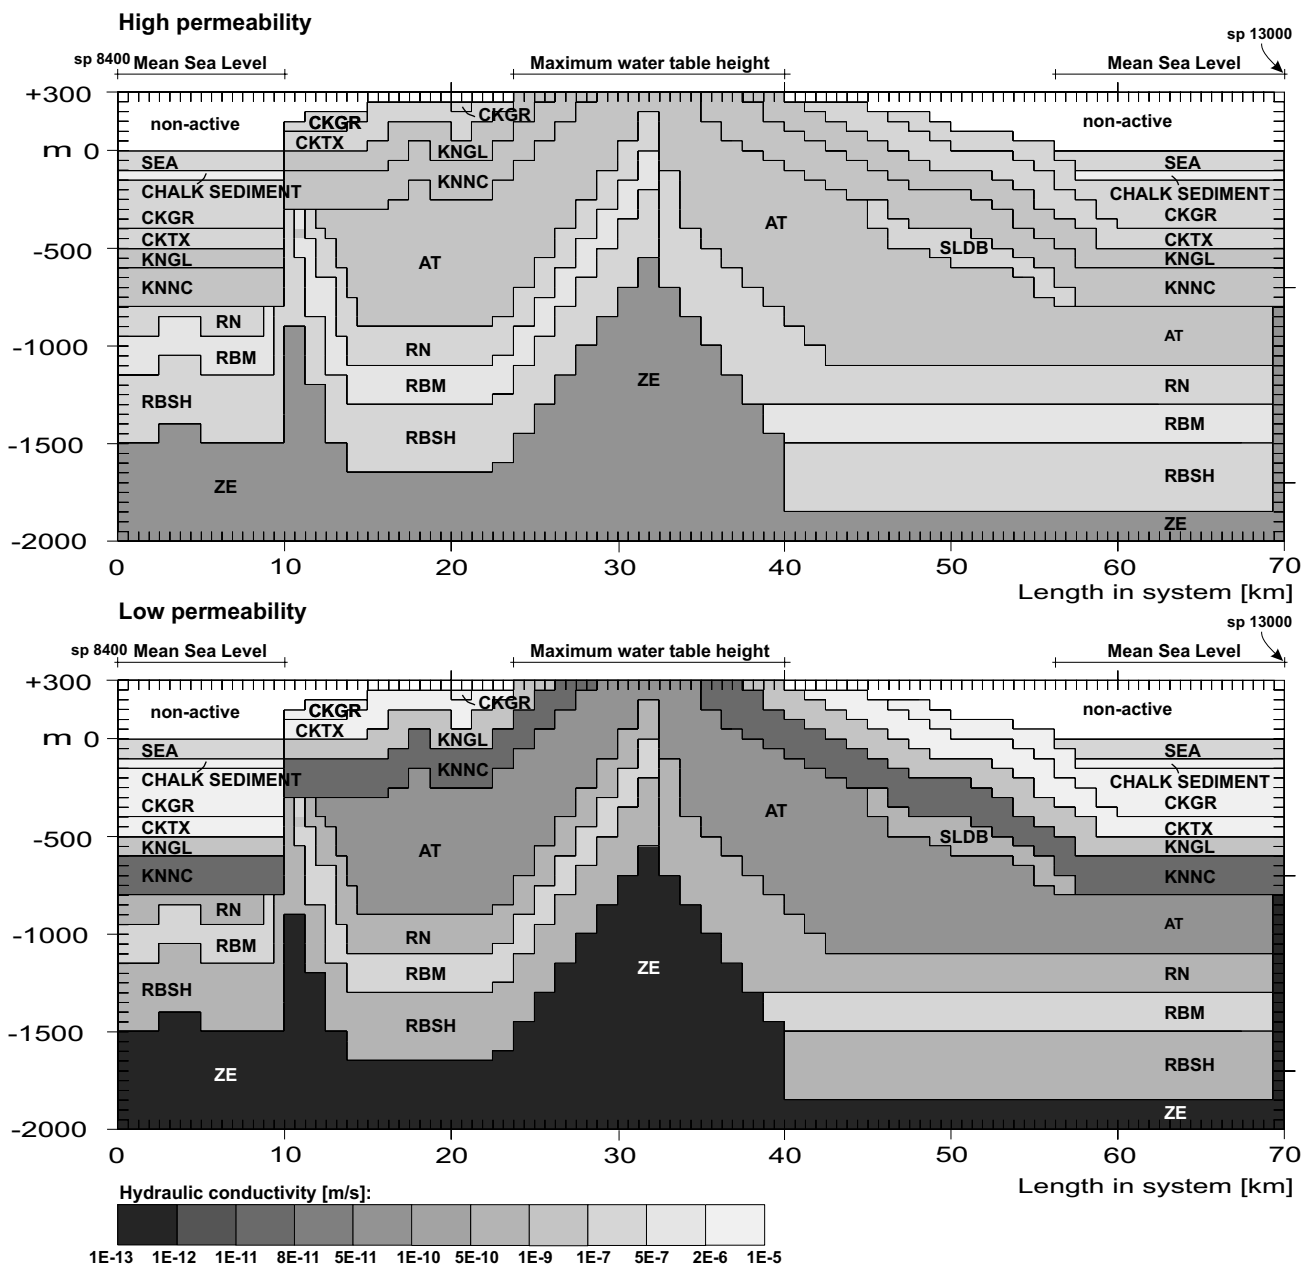 High permeability
sp 13000
sp 8400 Mean Sea Level Maximum water table height Mean Sea Level
+300
CKGR CKGR
non-active non-active
CKTX
m 0 KNGL
SEA SEA
KNNC
CHALK SEDIMENT CHALK SEDIMENT
CKGR AT CKGR
CKTX CKTX
-500 SLDB
KNGL AT KNGL
KNNC KNNC
RN AT
-1000 RN
RBM ZE
RBM RN
RBSH
RBSH RBM
-1500
RBSH
ZE
ZE
-2000
0 10 20 30 40 50 60 70
Length in system [km]
Low permeability
sp 13000
sp 8400 Mean Sea Level Maximum water table height Mean Sea Level
+300
CKGR CKGR
non-active non-active
CKTX
m 0 KNGL
SEA SEA
KNNC
CHALK SEDIMENT CHALK SEDIMENT
CKGR AT CKGR
CKTX CKTX
-500 SLDB
KNGL AT KNGL
KNNC KNNC
RN AT
-1000 RN
RBM ZE
RBM RN
RBSH
RBSH RBM
-1500
RBSH
ZE
ZE
-2000
0 10 20 30 40 50 60 70
Length in system [km]
Hydraulic conductivity [m/s]:
1E-13 1E-12 1E-11 8E-11 5E-11 1E-10 5E-10 1E-9 1E-7 5E-7 2E-6 1E-5